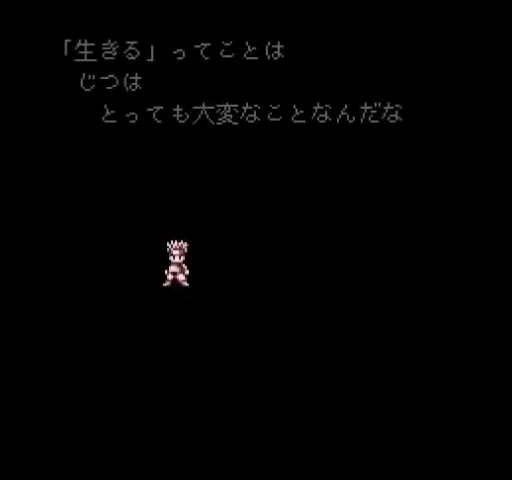 「生きる」ってことは
じつは
とっても大変なことなんだな